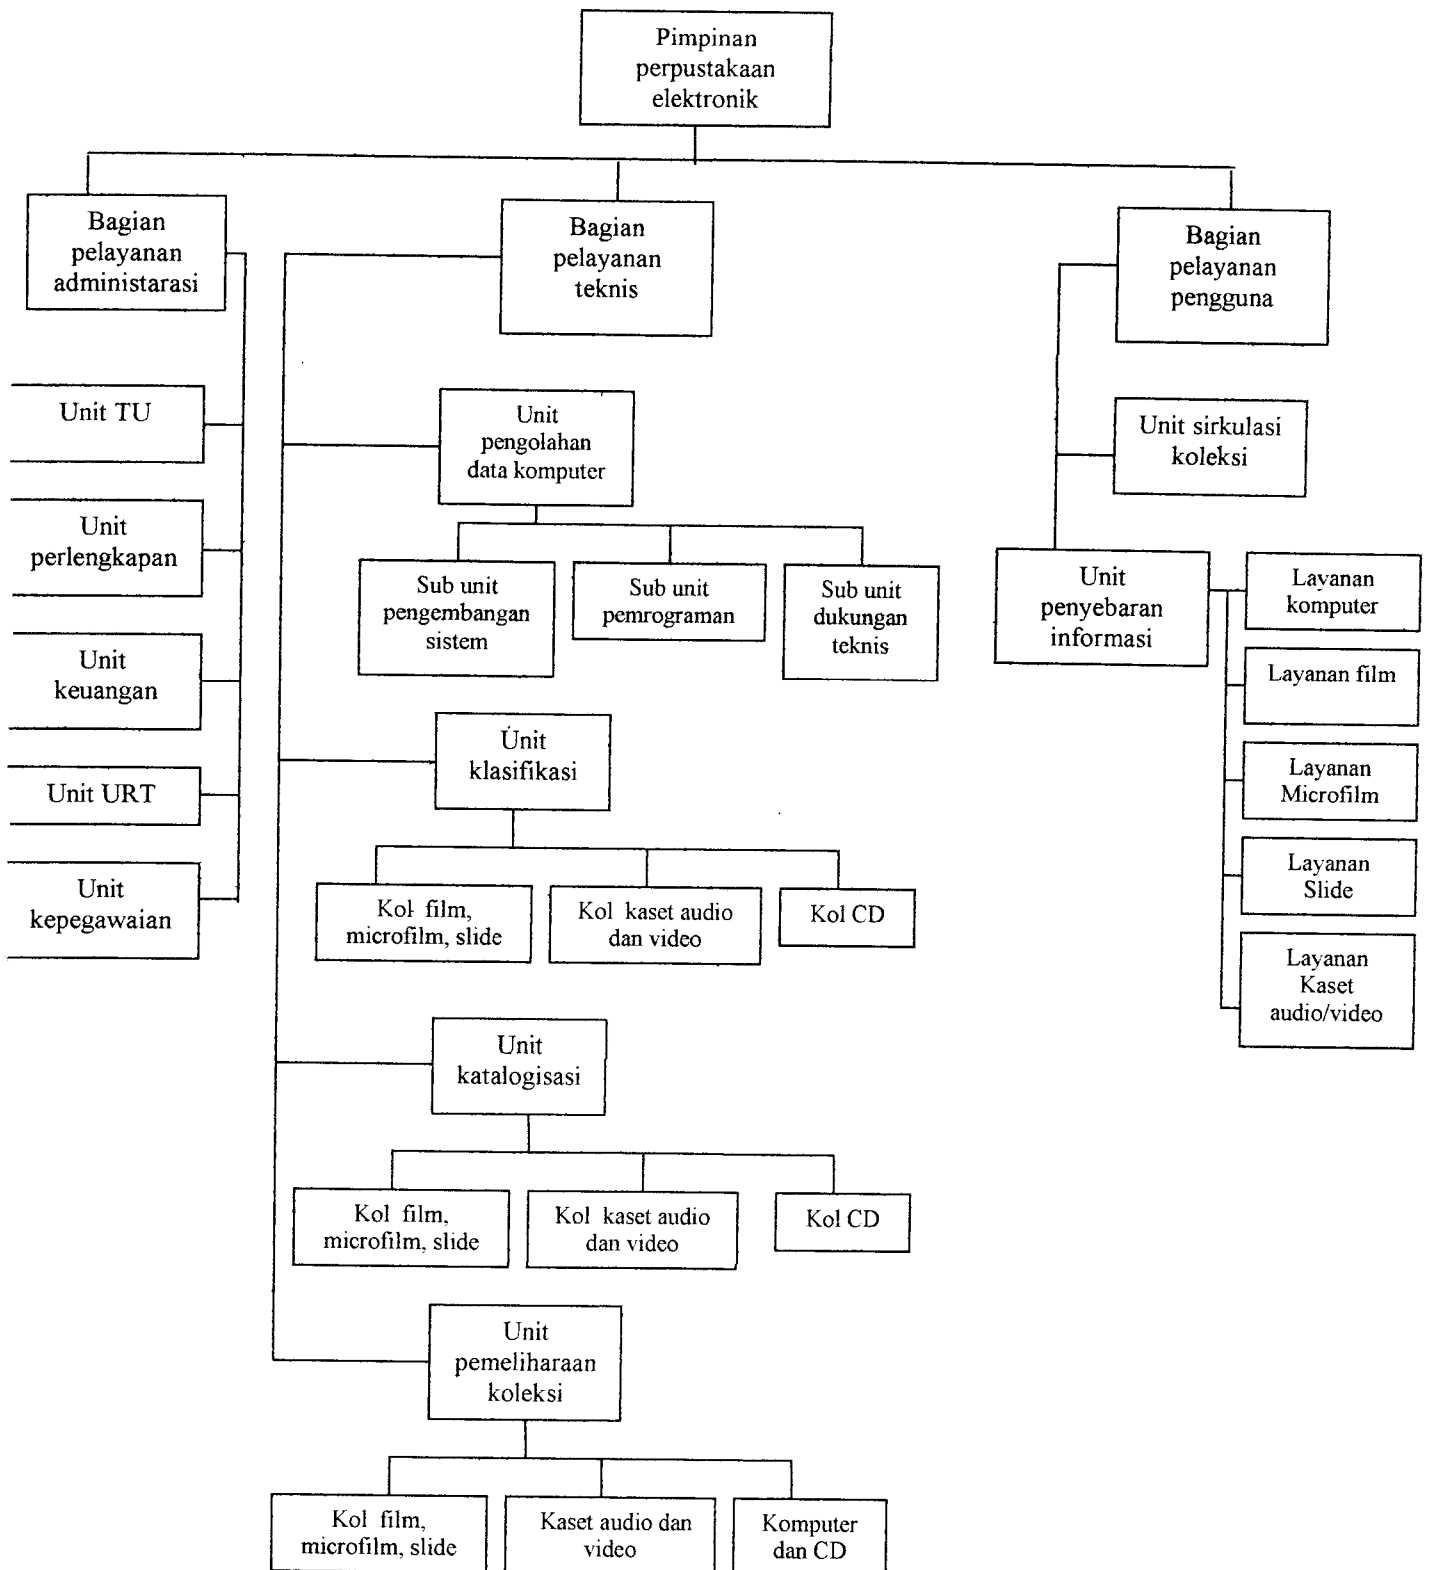 Pimpinan
perpustakaan
elektronik
Bagian
pelayanan
administarasi
Bagian
pelayanan
teknis
Bagian
pelayanan
pengguna
Unit TU
Unit
perlengkapan
Unit
keuangan
Unit URT
Unit
kepegawaian
Unit
pengolahan
data komputer
Sub unit
pengembangan
sistem
Sub unit
pemrograman
Sub unit
dukungan
teknis
Unit
klasifikasi
Kol film,
microfilm, slide
Kol kaset audio
dan video
Kol CD
Unit
katalogisasi
Kol film,
microfilm, slide
Kol kaset audio
dan video
Kol CD
Unit
pemeliharaan
koleksi
Kol film,
microfilm, slide
Kaset audio dan
video
Komputer
dan CD
Unit sirkulasi
koleksi
Unit
penyebaran
informasi
Layanan
komputer
Layanan film
Layanan
Microfilm
Layanan
Slide
Layanan
Kaset
audio/video